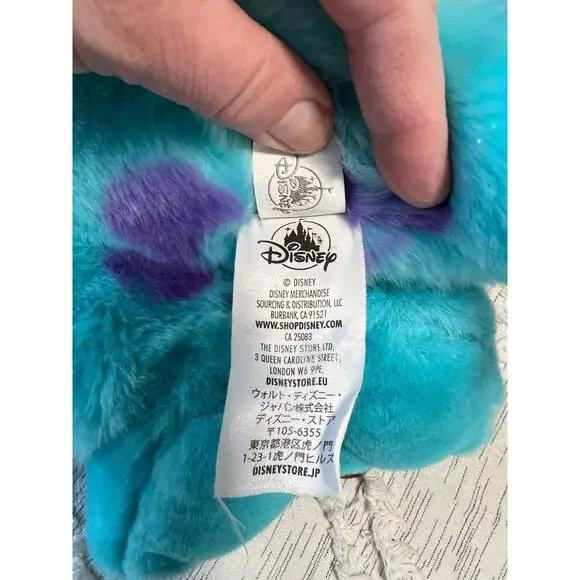 DISNEY
DISNEY
© DISNEY
DISNEY MERCHANDISE
SOURCING & DISTRIBUTION, LLC
BURBANK, CA 91521
WWW.SHOPDISNEY.COM
CA 25083
THE DISNEY STORE LTD,
3 QUEEN CAROLINE STREET,
LONDON W6 9PE,
DISNEYSTORE.EU
ウォルト・ディズニー・
ジャパン株式会社
ディズニー・ストア
〒105-6355
東京都港区虎ノ門
1-23-1虎ノ門ヒルズ
DISNEYSTORE.JP